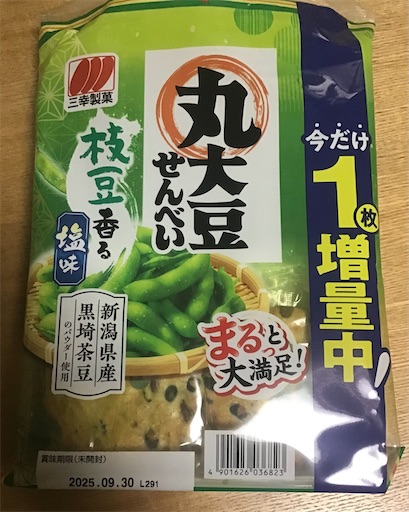 三幸製菓
丸大豆
せんべい
枝豆
香る
塩味
新潟県産
黒埼茶豆
のパウダー使用
まるっと
大満足!
今だけ
1枚
増量中!
賞味期限(未開封)
2025.09.30 L291
4 901626 036823